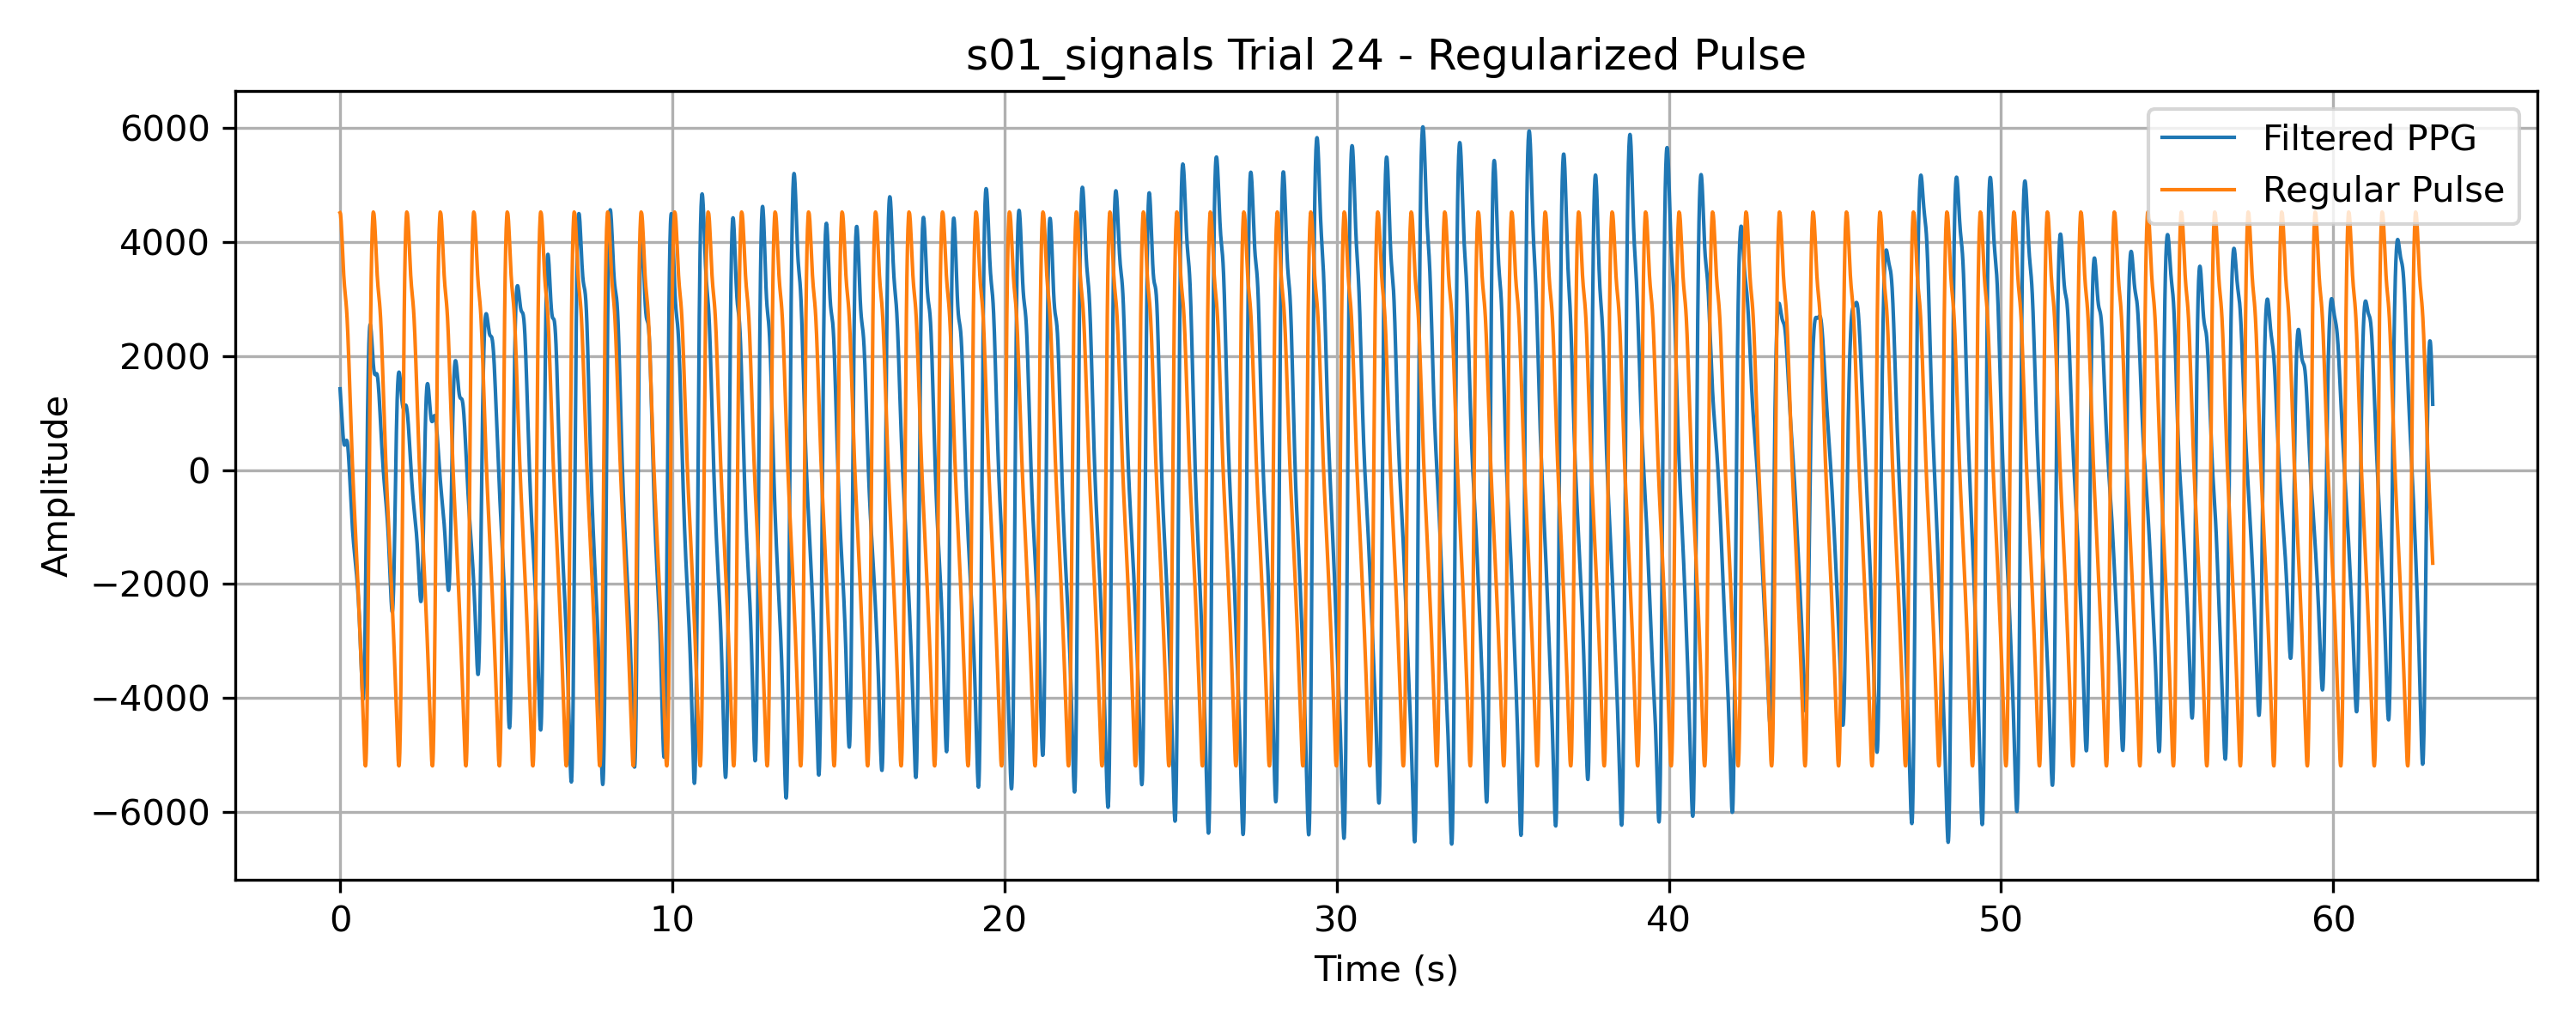 s01_signals Trial 24 - Regularized Pulse
Filtered PPG
Regular Pulse
Amplitude
6000
4000
2000
0
−2000
−4000
−6000
0 10 20 30 40 50 60
Time (s)